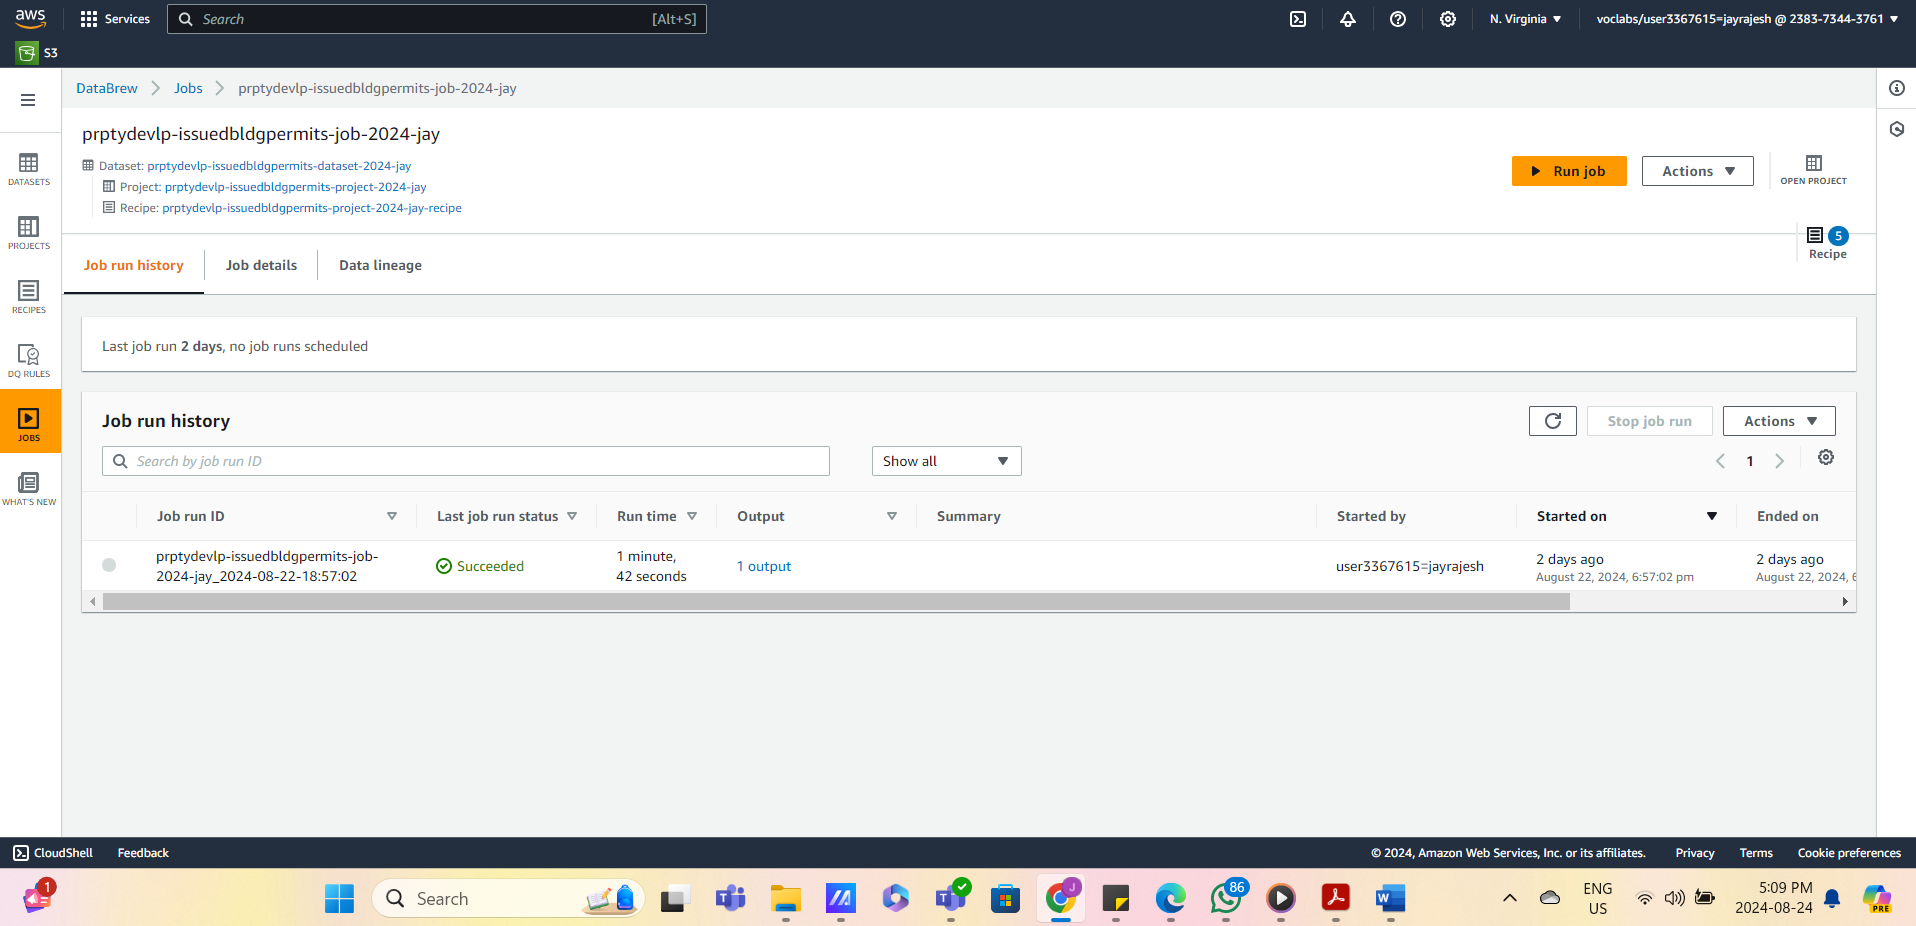 aws
Services
Search
[Alt+S]
N. Virginia
voclabs/user3367615=jayrajesh @ 2383-7344-3761
S3
DataBrew
Jobs
prptydevlp-issuedbldgpermits-job-2024-jay
prptydevlp-issuedbldgpermits-job-2024-jay
Dataset: prptydevlp-issuedbldgpermits-dataset-2024-jay
Project: prptydevlp-issuedbldgpermits-project-2024-jay
Recipe: prptydevlp-issuedbldgpermits-project-2024-jay-recipe
Run job
Actions
OPEN PROJECT
5
Recipe
DATASETS
PROJECTS
RECIPES
DQ RULES
JOBS
WHAT'S NEW
Job run history
Job details
Data lineage
Last job run 2 days, no job runs scheduled
Job run history
Stop job run
Actions
Search by job run ID
Show all
1
Job run ID
Last job run status
Run time
Output
Summary
Started by
Started on
Ended on
prptydevlp-issuedbldgpermits-job-
2024-jay_2024-08-22-18:57:02
Succeeded
1 minute,
42 seconds
1 output
user3367615=jayrajesh
2 days ago
August 22, 2024, 6:57:02 pm
2 days ago
August 22, 2024, 6
CloudShell
Feedback
© 2024, Amazon Web Services, Inc. or its affiliates.
Privacy
Terms
Cookie preferences
1
Search
J
86
ENG
US
5:09 PM
2024-08-24
PRE